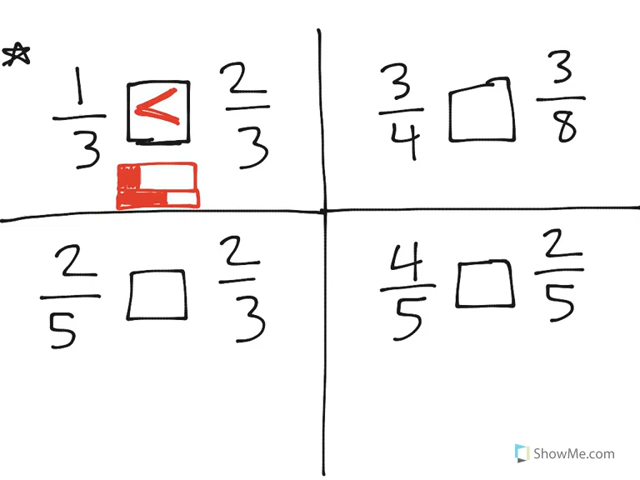 1/3 < 2/3
3/4 □ 3/8
2/5 □ 2/3
4/5 □ 2/5
ShowMe.com